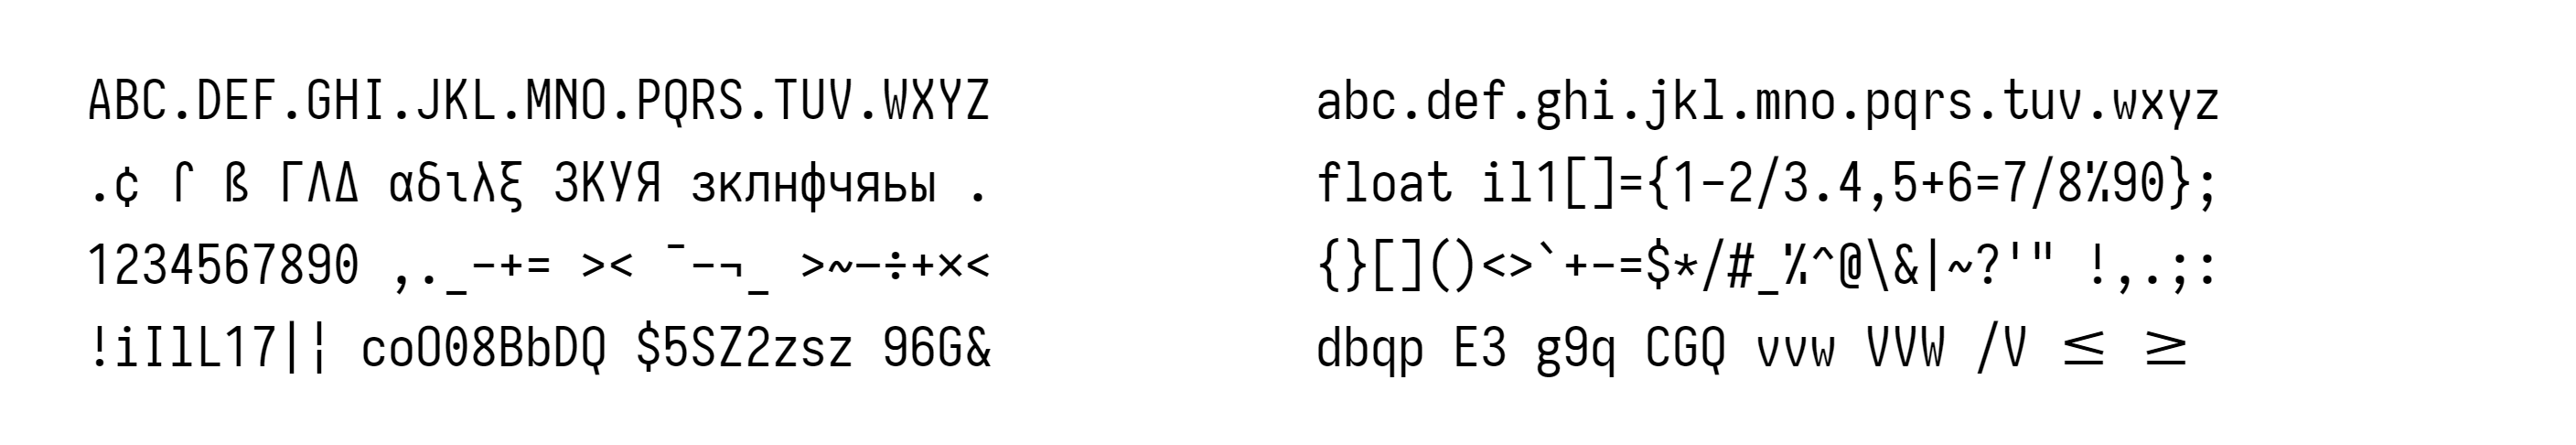 ABC.DEF.GHI.JKL.MNO.PQRS.TUV.WXYZ
abc.def.ghi.jkl.mno.pqrs.tuv.wxyz
.¢ ẞ ΓΛΔ αδιλξ ЗКУЯ зклнфчяьы .
float il1[]={1-2/3.4,5+6=7/8%90};
1234567890 ,._-+= >< ¯-¬_ >~–÷+×<
{}[]()<>`+-=$*/#_%^@\&|~?'" !,.;:
!iIlL17|¦ coO08BbDQ $5SZ2zsz 96G&
dbqp E3 g9q CGQ vvw VVW /V ≤ ≥